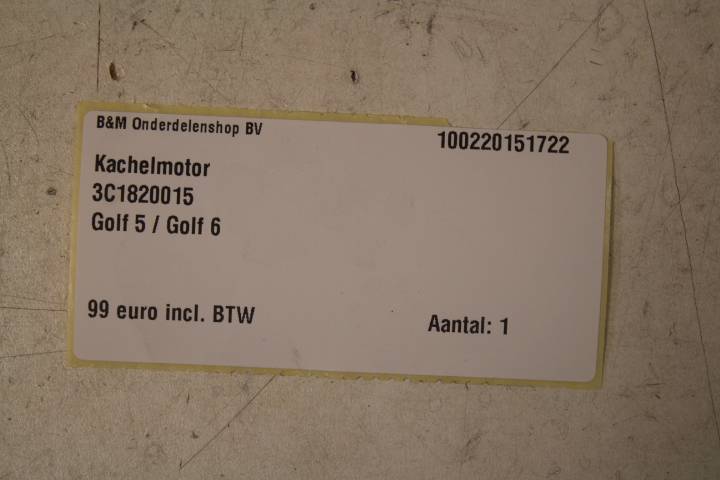 B&M Onderdelenshop BV
100220151722
Kachelmotor
3C1820015
Golf 5 / Golf 6
99 euro incl. BTW
Aantal: 1